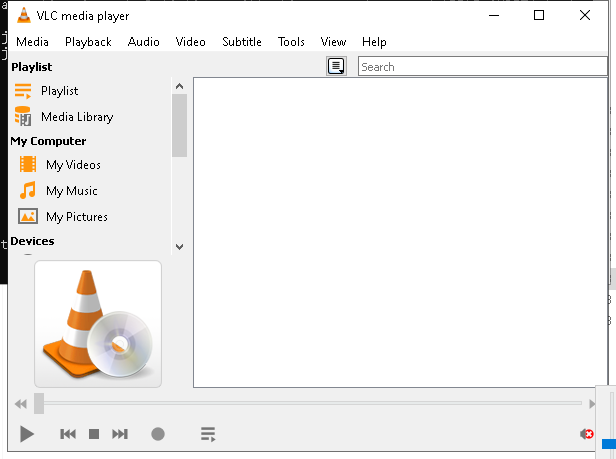 VLC media player
Media Playback Audio Video Subtitle Tools View Help
Playlist
Search
Playlist
Media Library
My Computer
My Videos
My Music
My Pictures
Devices